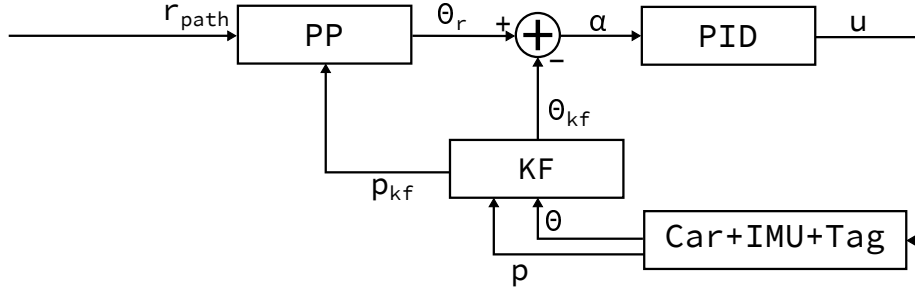 r_path
PP
Θ_r
+
+
−
α
PID
u
Θ_kf
KF
p_kf
Θ
p
Car+IMU+Tag